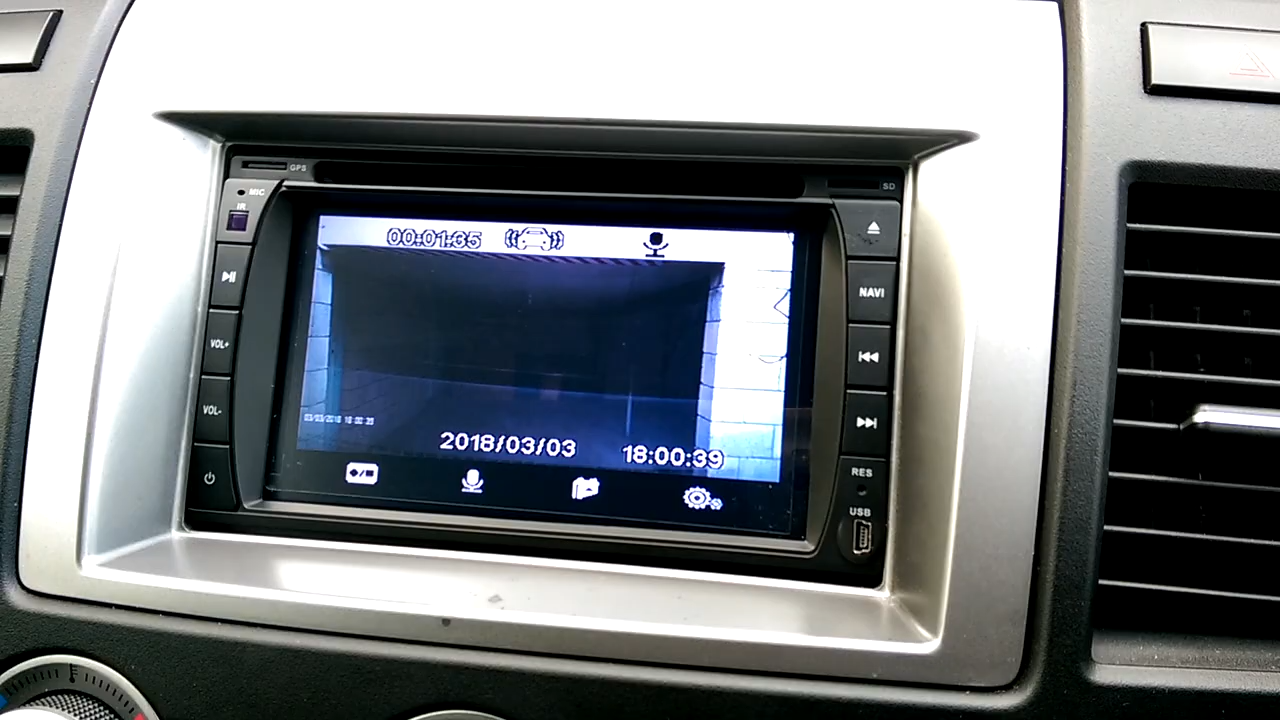 GPS
SD
MIC
IR
00:01:35
NAVI
VOL+
VOL-
2018/03/03
18:00:39
RES
USB